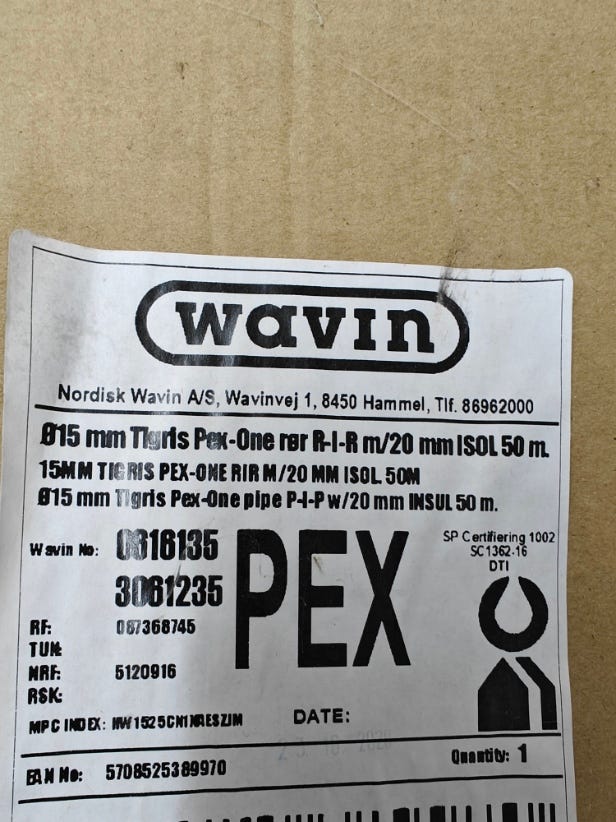 wavin
Nordisk Wavin A/S, Wavinvej 1, 8450 Hammel, Tlf. 86962000
Ø15 mm Tigris Pex-One rør R-I-R m/20 mm ISOL 50 m.
15MM TIGRIS PEX-ONE RIR M/20 MM ISOL. 50M
Ø15 mm Tigris Pex-One pipe P-I-P w/20 mm INSUL 50 m.
Wavin No: 0816135
3061235
PEX
SP Certifiering 1002
SC1362-16
DTI
RF: 087368745
TUN:
NRF: 5120916
RSK:
MPC INDEX:
DATE:
Quantity: 1
EAN No: 5708525389970